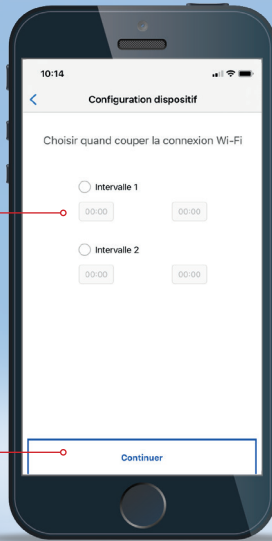 10:14
Configuration dispositif
Choisir quand couper la connexion Wi-Fi
Intervalle 1
00:00 00:00
Intervalle 2
00:00 00:00
Continuer